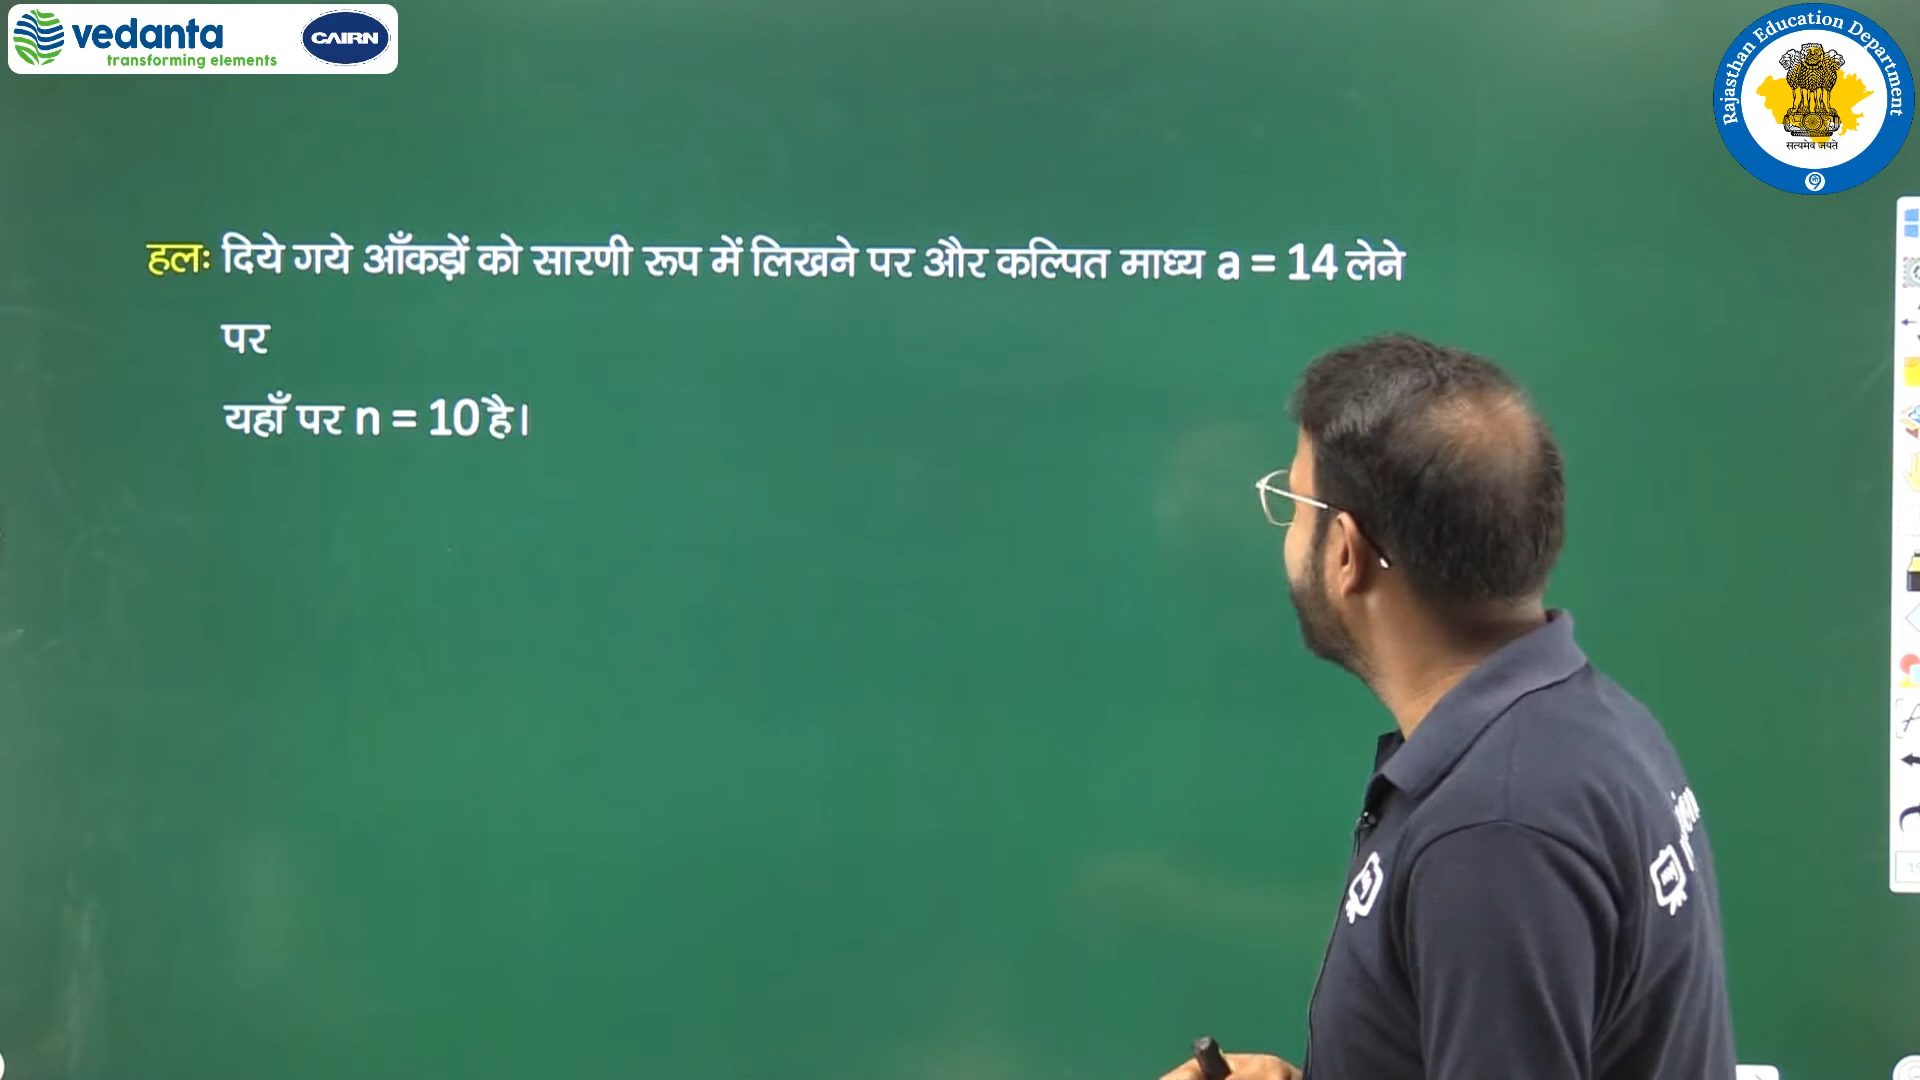 vedanta
transforming elements
CAIRN
Rajasthan Education Department
सत्यमेव जयते
हलः दिये गये आँकड़ों को सारणी रूप में लिखने पर और कल्पित माध्य a = 14 लेने
पर
यहाँ पर n = 10 है।